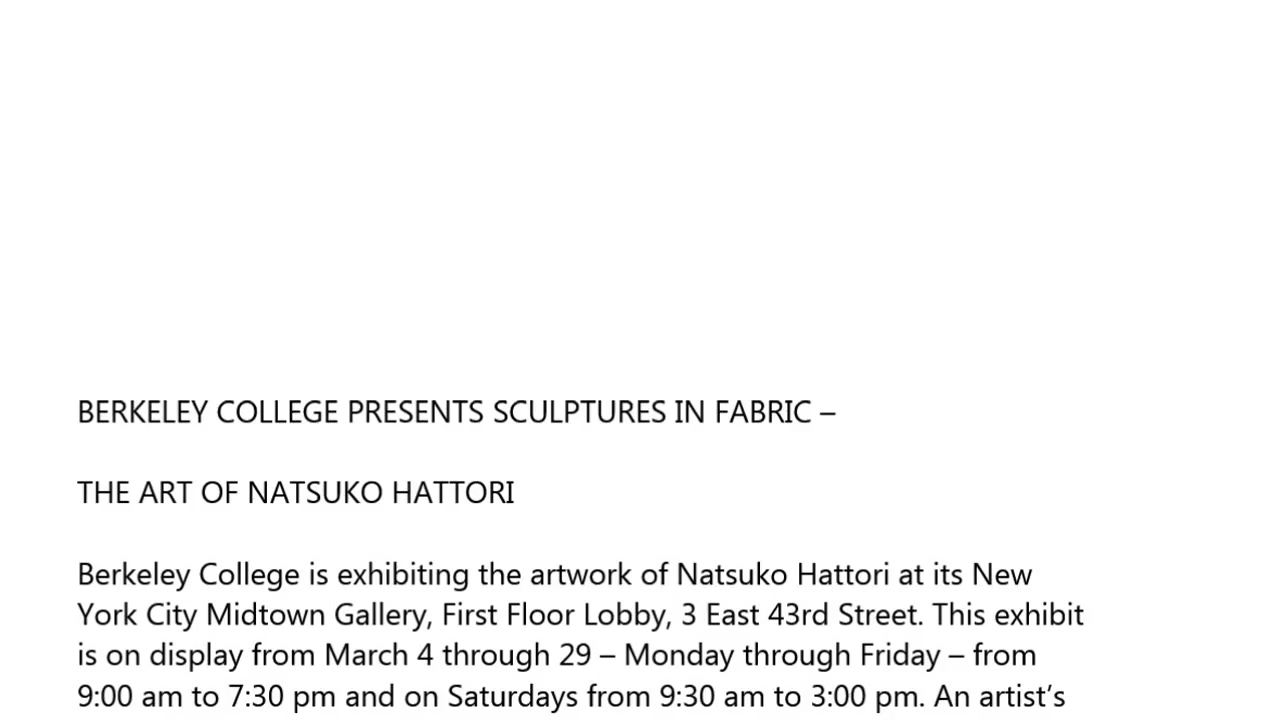 BERKELEY COLLEGE PRESENTS SCULPTURES IN FABRIC –
THE ART OF NATSUKO HATTORI
Berkeley College is exhibiting the artwork of Natsuko Hattori at its New
York City Midtown Gallery, First Floor Lobby, 3 East 43rd Street. This exhibit
is on display from March 4 through 29 – Monday through Friday – from
9:00 am to 7:30 pm and on Saturdays from 9:30 am to 3:00 pm. An artist’s